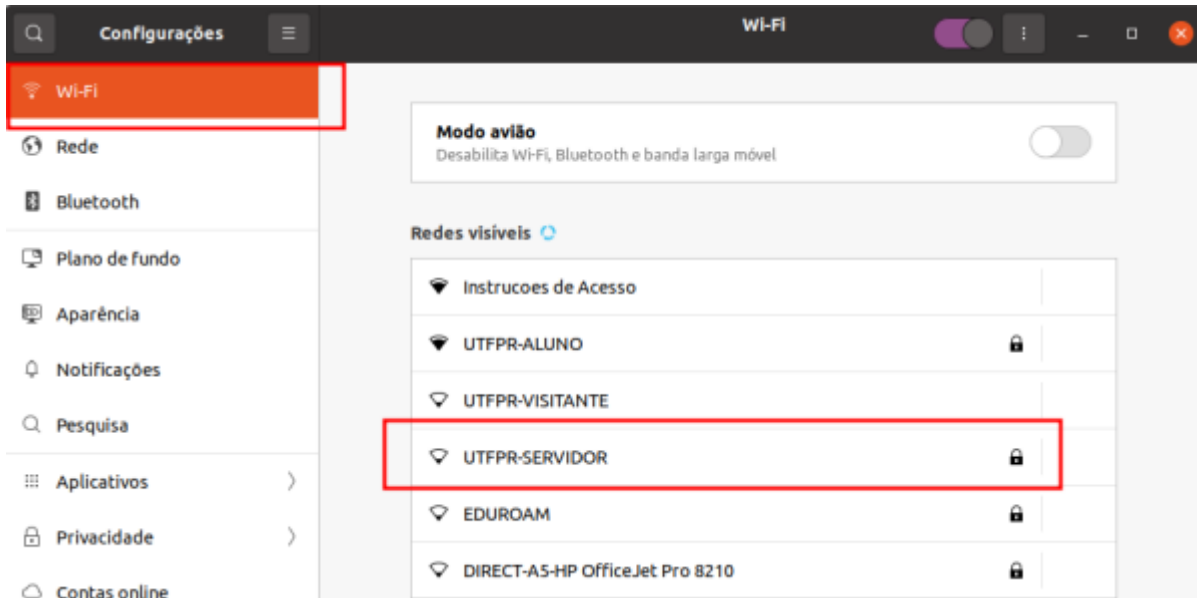 Configurações
Wi-Fi
Wi-Fi
Rede
Bluetooth
Plano de fundo
Aparência
Notificações
Pesquisa
Aplicativos
Privacidade
Contas online
Modo avião
Desabilita Wi-Fi, Bluetooth e banda larga móvel
Redes visíveis
Instrucoes de Acesso
UTFPR-ALUNO
UTFPR-VISITANTE
UTFPR-SERVIDOR
EDUROAM
DIRECT-A5-HP OfficeJet Pro 8210